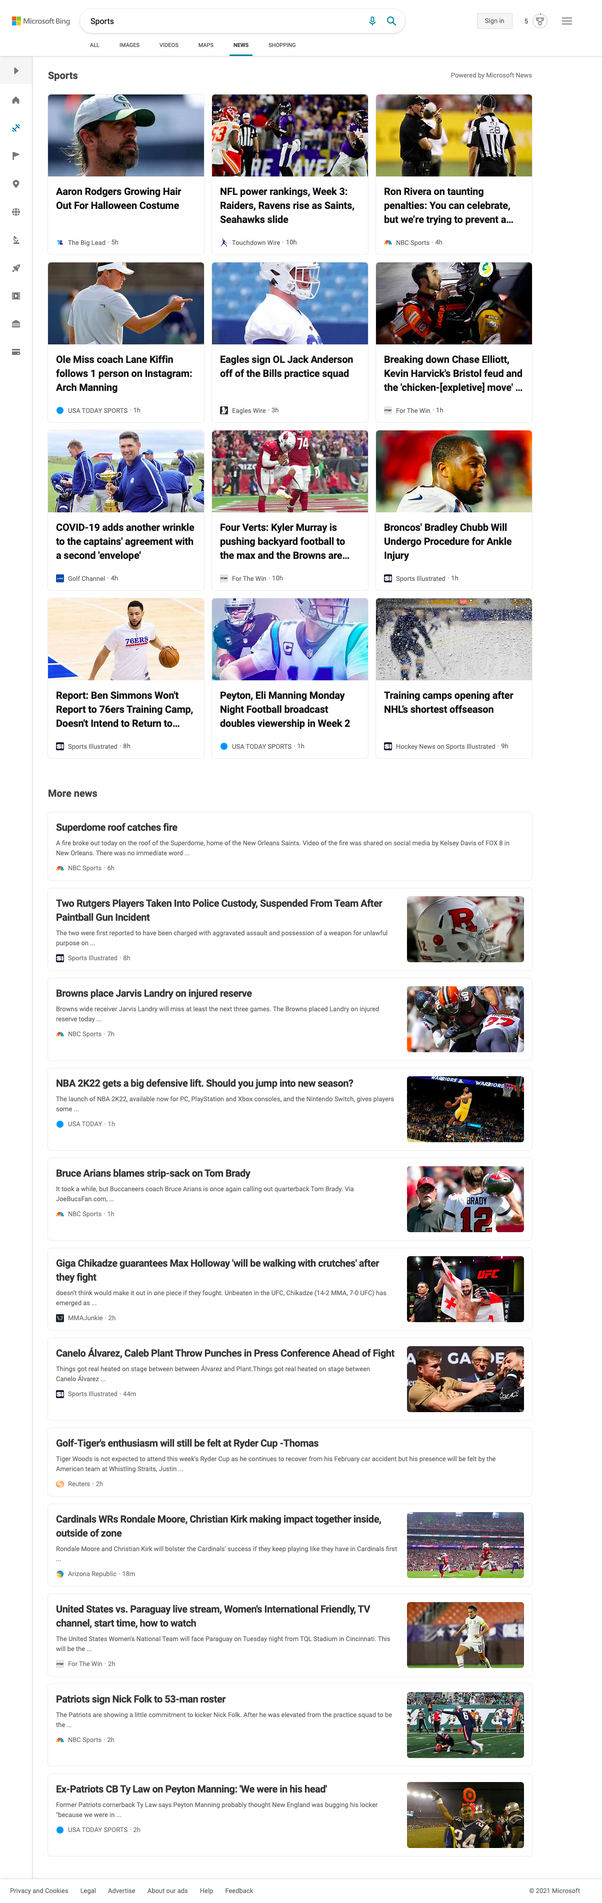 Microsoft Bing
Sports
Sign in
5
ALL IMAGES VIDEOS MAPS NEWS SHOPPING
Sports
Powered by Microsoft News
Aaron Rodgers Growing Hair
Out For Halloween Costume
The Big Lead · 5h
NFL power rankings, Week 3:
Raiders, Ravens rise as Saints,
Seahawks slide
Touchdown Wire · 10h
28
Ron Rivera on taunting
penalties: You can celebrate,
but we're trying to prevent a...
NBC Sports · 4h
Ole Miss coach Lane Kiffin
follows 1 person on Instagram:
Arch Manning
USA TODAY SPORTS · 1h
Eagles sign OL Jack Anderson
off of the Bills practice squad
Eagles Wire · 3h
Breaking down Chase Elliott,
Kevin Harvick's Bristol feud and
the 'chicken-[expletive] move' ...
For The Win · 1h
COVID-19 adds another wrinkle
to the captains' agreement with
a second 'envelope'
Golf Channel · 4h
74
Four Verts: Kyler Murray is
pushing backyard football to
the max and the Browns are...
For The Win · 10h
Broncos' Bradley Chubb Will
Undergo Procedure for Ankle
Injury
Sports Illustrated · 1h
76ERS
Report: Ben Simmons Won't
Report to 76ers Training Camp,
Doesn't Intend to Return to...
Sports Illustrated · 8h
Peyton, Eli Manning Monday
Night Football broadcast
doubles viewership in Week 2
USA TODAY SPORTS · 1h
Training camps opening after
NHL's shortest offseason
Hockey News on Sports Illustrated · 9h
More news
Superdome roof catches fire
A fire broke out today on the roof of the Superdome, home of the New Orleans Saints. Video of the fire was shared on social media by Kelsey Davis of FOX 8 in
New Orleans. There was no immediate word ...
NBC Sports · 6h
Two Rutgers Players Taken Into Police Custody, Suspended From Team After
Paintball Gun Incident
The two were first reported to have been charged with aggravated assault and possession of a weapon for unlawful
purpose on ...
Sports Illustrated · 8h
R
Browns place Jarvis Landry on injured reserve
Browns wide receiver Jarvis Landry will miss at least the next three games. The Browns placed Landry on injured
reserve today ...
NBC Sports · 7h
NBA 2K22 gets a big defensive lift. Should you jump into new season?
The launch of NBA 2K22, available now for PC, PlayStation and Xbox consoles, and the Nintendo Switch, gives players
some ...
USA TODAY · 1h
WARRIORS
Bruce Arians blames strip-sack on Tom Brady
It took a while, but Buccaneers coach Bruce Arians is once again calling out quarterback Tom Brady. Via
JoeBucsFan.com, ...
NBC Sports · 1h
BRADY
12
Giga Chikadze guarantees Max Holloway 'will be walking with crutches' after
they fight
doesn't think would make it out in one piece if they fought. Unbeaten in the UFC, Chikadze (14-2 MMA, 7-0 UFC) has
emerged as ...
MMAJunkie · 2h
UFC
Canelo Álvarez, Caleb Plant Throw Punches in Press Conference Ahead of Fight
Things got real heated on stage between between Álvarez and Plant.Things got real heated on stage between
Canelo Álvarez ...
Sports Illustrated · 44m
Golf-Tiger's enthusiasm will still be felt at Ryder Cup -Thomas
Tiger Woods is not expected to attend this week's Ryder Cup as he continues to recover from his February car accident but his presence will be felt by the
American team at Whistling Straits, Justin ...
Reuters · 2h
Cardinals WRs Rondale Moore, Christian Kirk making impact together inside,
outside of zone
Rondale Moore and Christian Kirk will bolster the Cardinals' success if they keep playing like they have in Cardinals first
...
Arizona Republic · 18m
United States vs. Paraguay live stream, Women's International Friendly, TV
channel, start time, how to watch
The United States Women's National Team will face Paraguay on Tuesday night from TQL Stadium in Cincinnati. This
will be the ...
For The Win · 2h
Patriots sign Nick Folk to 53-man roster
The Patriots are showing a little commitment to kicker Nick Folk. After he was elevated from the practice squad to be
the ...
NBC Sports · 2h
Ex-Patriots CB Ty Law on Peyton Manning: 'We were in his head'
Former Patriots cornerback Ty Law says Peyton Manning probably thought New England was bugging his locker
"because we were in ...
USA TODAY SPORTS · 2h
Privacy and Cookies Legal Advertise About our ads Help Feedback
© 2021 Microsoft